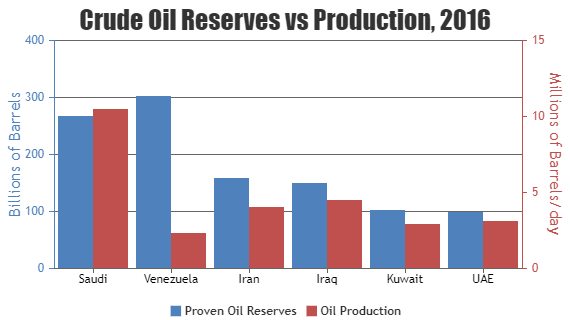 Crude Oil Reserves vs Production, 2016
400
300
200
100
0
Billions of Barrels
15
10
5
0
Millions of Barrels/day
Saudi Venezuela Iran Iraq Kuwait UAE
Proven Oil Reserves Oil Production